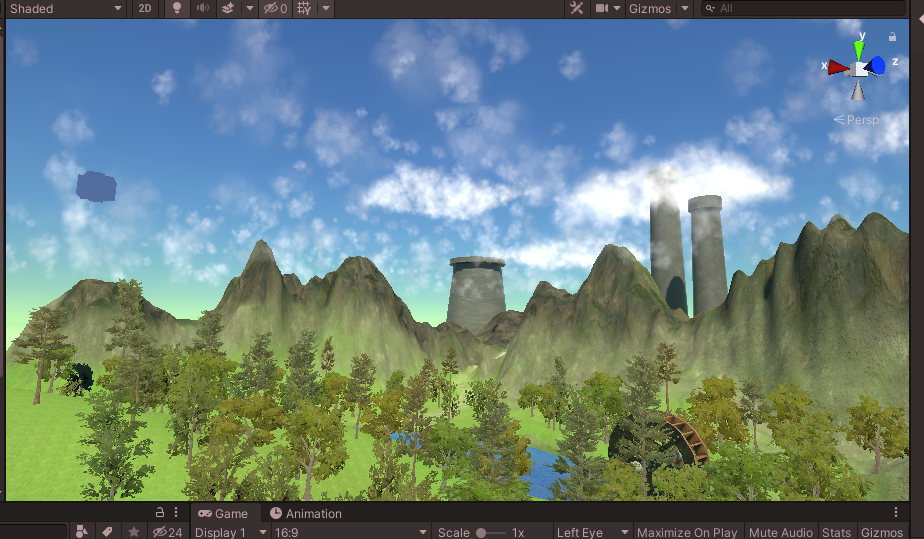 Shaded 2D 0 Gizmos All
y
x z
Persp
Game Animation
24 Display 1 16:9 Scale 1x Left Eye Maximize On Play Mute Audio Stats Gizmos